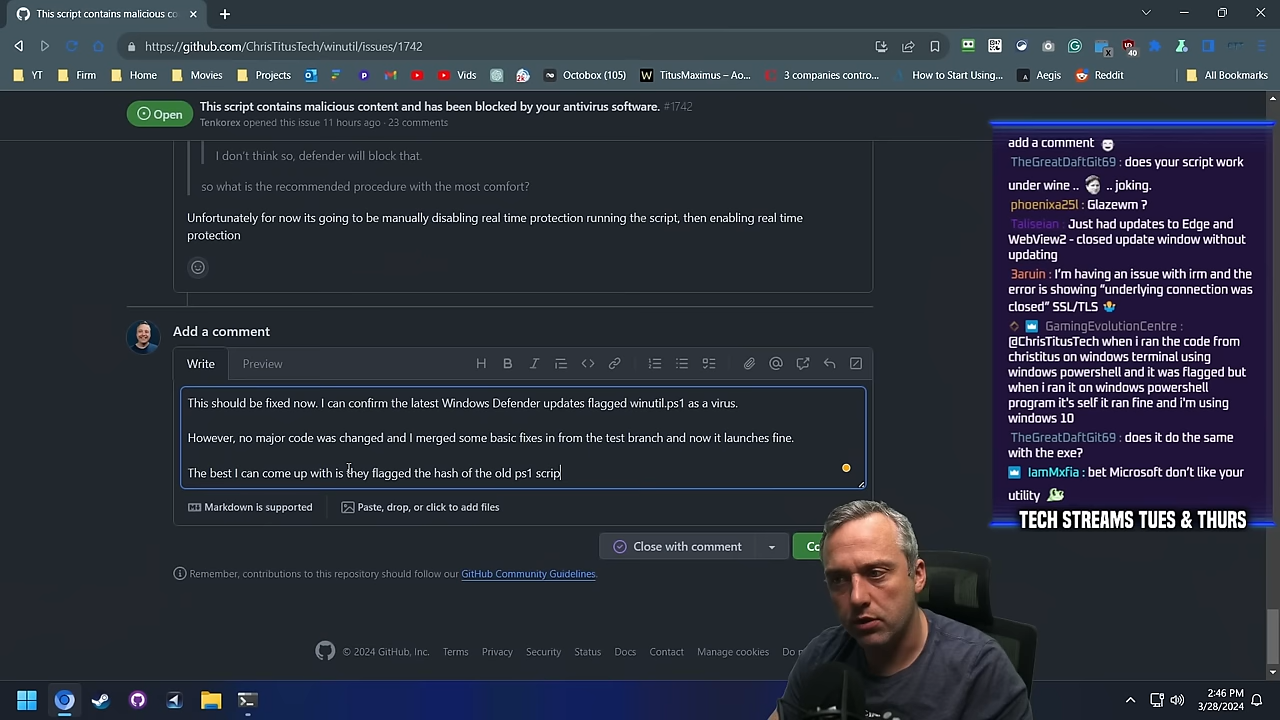 This script contains malicious co
https://github.com/ChrisTitusTech/winutil/issues/1742
YT
Firm
Home
Movies
Projects
Vids
Octobox (105)
TitusMaximus – Ao...
3 companies contro...
How to Start Using...
Aegis
Reddit
All Bookmarks
Open
This script contains malicious content and has been blocked by your antivirus software. #1742
Tenkorex opened this issue 11 hours ago · 23 comments
I don't think so, defender will block that.
so what is the recommended procedure with the most comfort?
Unfortunately for now its going to be manually disabling real time protection running the script, then enabling real time
protection
Add a comment
Write
Preview
This should be fixed now. I can confirm the latest Windows Defender updates flagged winutil.ps1 as a virus.
However, no major code was changed and I merged some basic fixes in from the test branch and now it launches fine.
The best I can come up with is they flagged the hash of the old ps1 scrip
Markdown is supported
Paste, drop, or click to add files
Close with comment
Co
Remember, contributions to this repository should follow our GitHub Community Guidelines.
© 2024 GitHub, Inc.
Terms
Privacy
Security
Status
Docs
Contact
Manage cookies
Do
add a comment
TheGreatDaftGit69 : does your script work
under wine .. .. joking.
phoenixa25l : Glazewm ?
Taliseian : Just had updates to Edge and
WebView2 - closed update window without
updating
3aruin : I'm having an issue with irm and the
error is showing "underlying connection was
closed" SSL/TLS
GamingEvolutionCentre :
@ChrisTitusTech when i ran the code from
christitus on windows terminal using
windows powershell and it was flagged but
when i ran it on windows powershell
program it's self it ran fine and i'm using
windows 10
TheGreatDaftGit69 : does it do the same
with the exe?
IamMxfia : bet Microsoft don't like your
utility
TECH STREAMS TUES & THURS
2:46 PM
3/28/2024